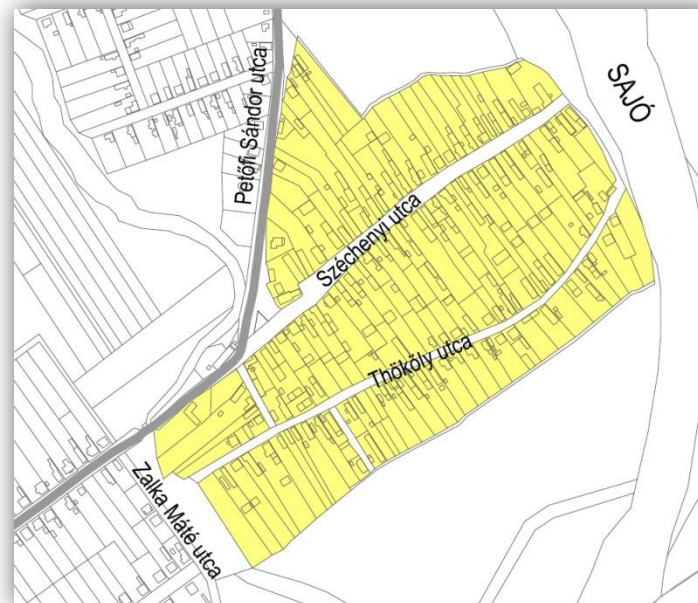 Petőfi Sándor utca
SAJÓ
Széchenyi utca
Thököly utca
Zalka Máté utca